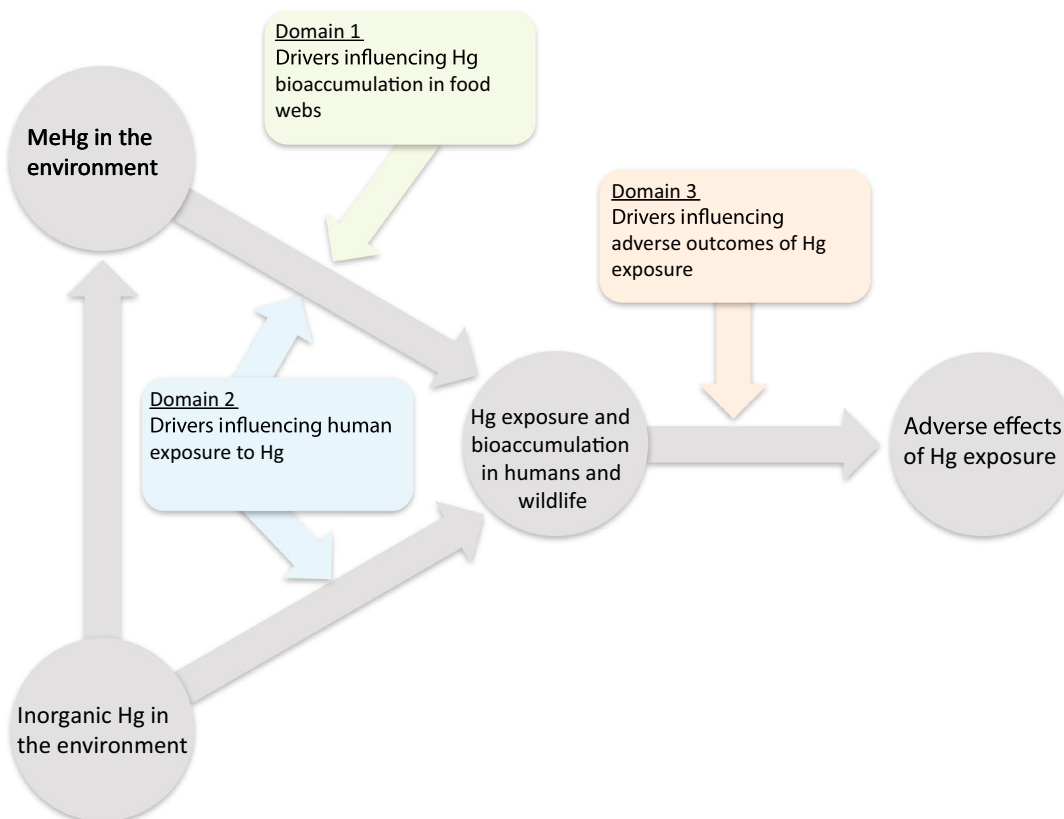 Domain 1
Drivers influencing Hg
bioaccumulation in food
webs
MeHg in the
environment
Domain 3
Drivers influencing
adverse outcomes of Hg
exposure
Domain 2
Drivers influencing human
exposure to Hg
Hg exposure and
bioaccumulation
in humans and
wildlife
Adverse effects
of Hg exposure
Inorganic Hg in
the environment